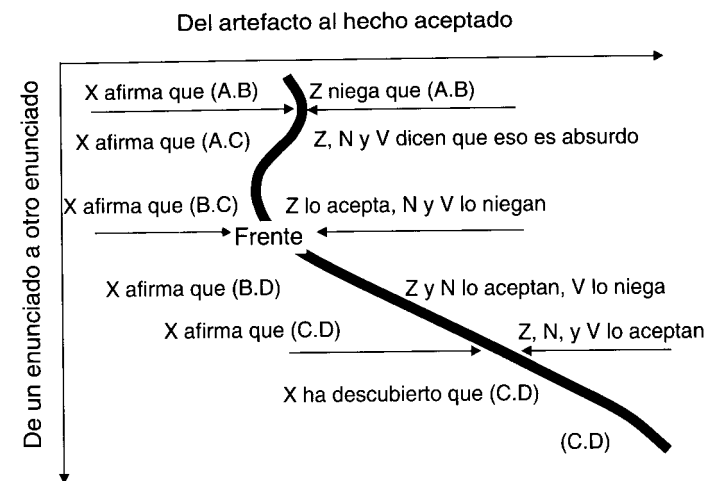 Del artefacto al hecho aceptado
De un enunciado a otro enunciado
X afirma que (A.B) Z niega que (A.B)
X afirma que (A.C) Z, N y V dicen que eso es absurdo
X afirma que (B.C) Z lo acepta, N y V lo niegan
Frente
X afirma que (B.D) Z y N lo aceptan, V lo niega
X afirma que (C.D) Z, N, y V lo aceptan
X ha descubierto que (C.D)
(C.D)